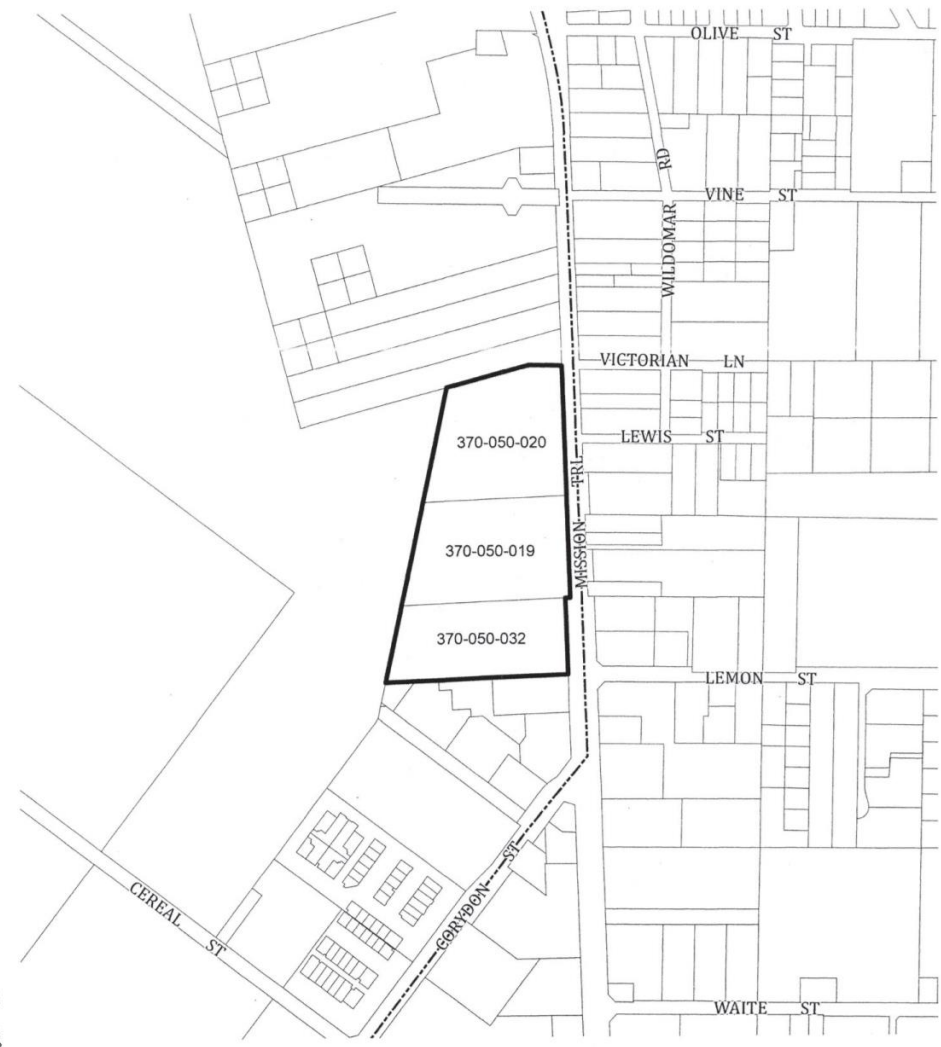 OLIVE ST
RD
VINE ST
WILDOMAR
VICTORIAN LN
370-050-020
LEWIS ST
TRL
MISSION
370-050-019
370-050-032
LEMON ST
CORYDON ST
CEREAL ST
WAITE ST